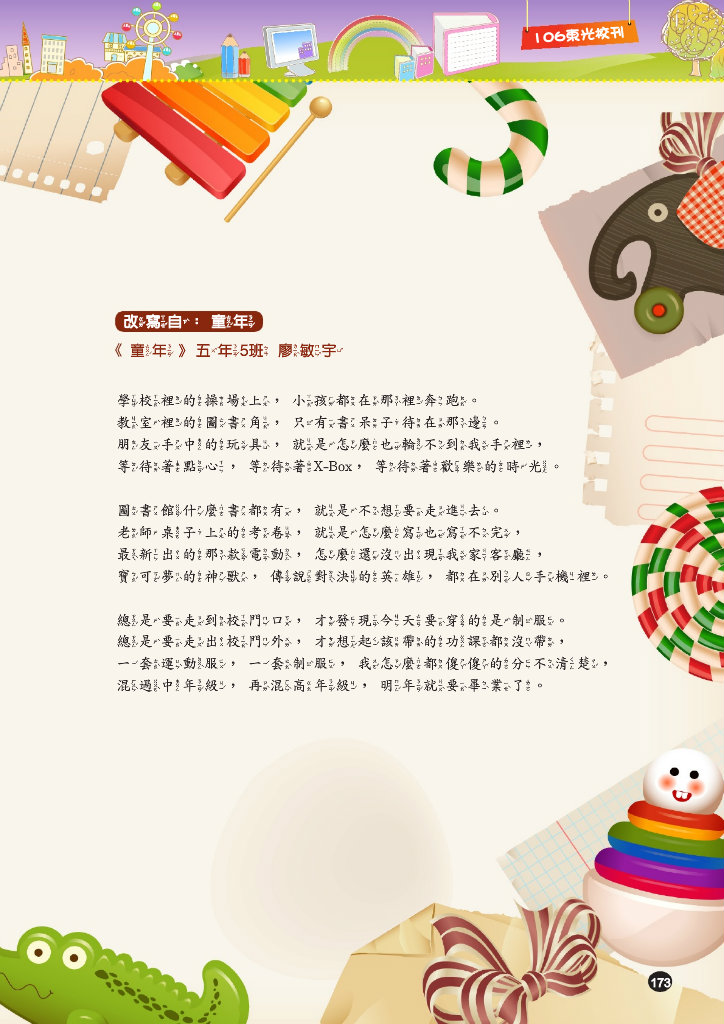 106東光校刊
改寫自： 童年
《 童年 》 五年5班 廖敏宇
學校裡的操場上， 小孩都在那裡奔跑。
教室裡的圖書角， 只有書呆子待在那邊。
朋友手中的玩具， 就是怎麼也輪不到我手裡，
等待著點心， 等待著X-Box， 等待著歡樂的時光。
圖書館什麼書都有， 就是不想要走進去。
老師桌子上的考卷， 就是怎麼寫也寫不完，
最新出的那款電動， 怎麼還沒出現我家客廳，
寶可夢的神獸， 傳說對決的英雄， 都在別人手機裡。
總是要走到校門口， 才發現今天要穿的是制服。
總是要走出校門外， 才想起該帶的功課都沒帶，
一套運動服， 一套制服， 我怎麼都傻傻的分不清楚，
混過中年級， 再混高年級， 明年就要畢業了。
173